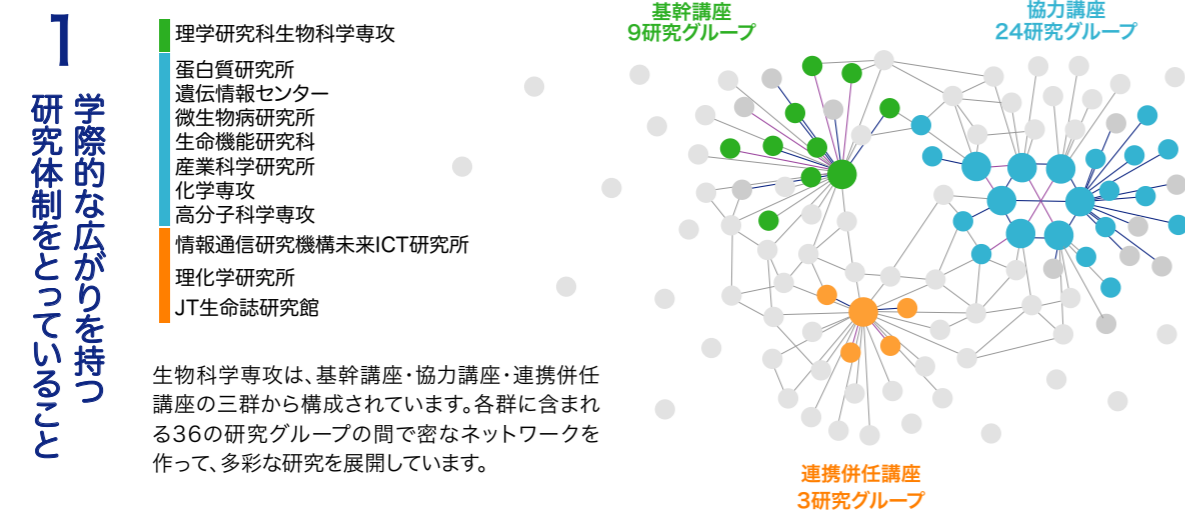 1
学際的な広がりを持つ
研究体制をとっていること
理学研究科生物科学専攻
蛋白質研究所
遺伝情報センター
微生物病研究所
生命機能研究科
産業科学研究所
化学専攻
高分子科学専攻
情報通信研究機構未来ICT研究所
理化学研究所
JT生命誌研究館
生物科学専攻は、基幹講座・協力講座・連携併任
講座の三群から構成されています。各群に含まれ
る36の研究グループの間で密なネットワークを
作って、多彩な研究を展開しています。
基幹講座
9研究グループ
協力講座
24研究グループ
連携併任講座
3研究グループ